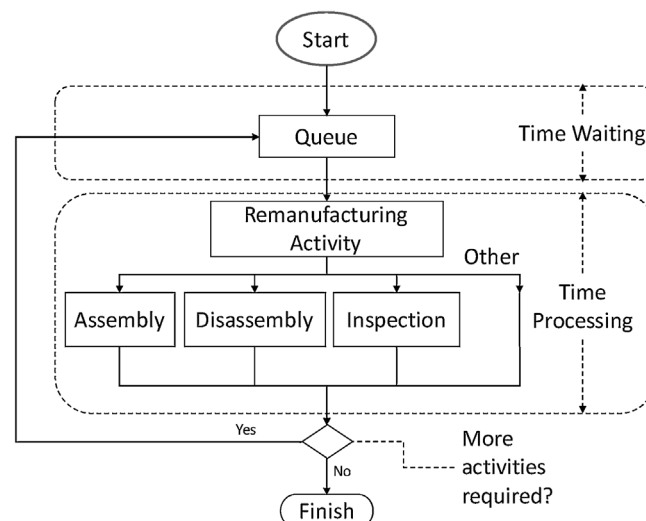 Start
Queue
Time Waiting
Remanufacturing
Activity
Other
Assembly
Disassembly
Inspection
Time
Processing
Yes
More
activities
required?
No
Finish